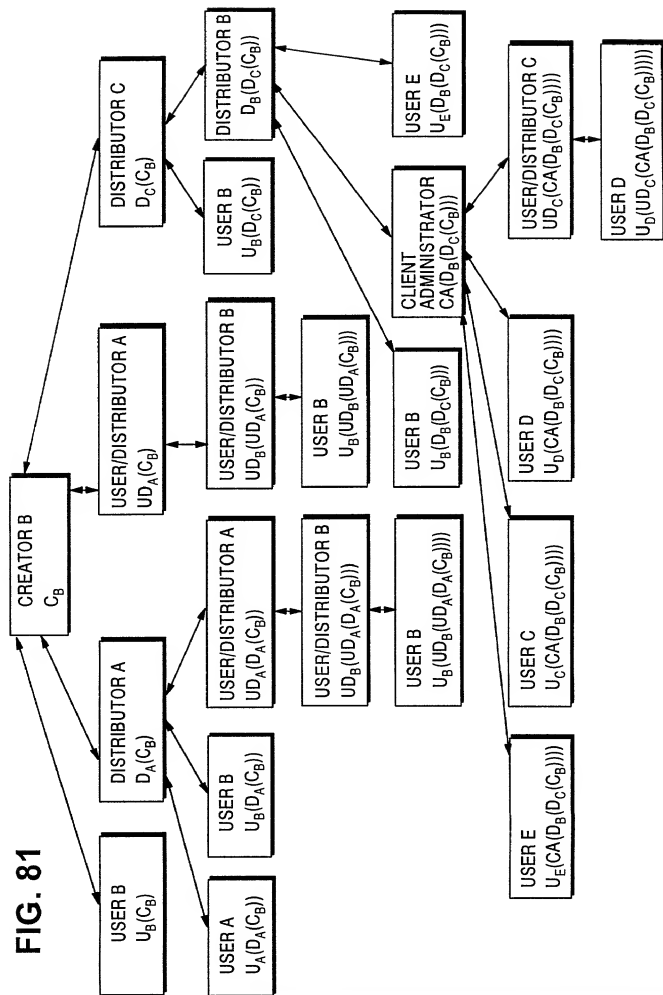 FIG. 81
CREATOR B
C_B
USER B
U_B(C_B)
DISTRIBUTOR A
D_A(C_B)
USER/DISTRIBUTOR A
UD_A(C_B)
DISTRIBUTOR C
D_C(C_B)
USER A
U_A(D_A(C_B))
USER B
U_B(D_A(C_B))
USER/DISTRIBUTOR A
UD_A(D_A(C_B))
USER/DISTRIBUTOR B
UD_B(UD_A(C_B))
USER B
U_B(D_C(C_B))
DISTRIBUTOR B
D_B(D_C(C_B))
USER/DISTRIBUTOR B
UD_B(UD_A(D_A(C_B)))
USER B
U_B(UD_B(UD_A(C_B)))
USER B
U_B(UD_B(UD_A(D_A(C_B))))
USER B
U_B(D_B(D_C(C_B)))
CLIENT
ADMINISTRATOR
CA(D_B(D_C(C_B)))
USER E
U_E(D_B(D_C(C_B)))
USER E
U_E(CA(D_B(D_C(C_B))))
USER C
U_C(CA(D_B(D_C(C_B))))
USER D
U_D(CA(D_B(D_C(C_B))))
USER/DISTRIBUTOR C
UD_C(CA(D_B(D_C(C_B))))
USER D
U_D(UD_C(CA(D_B(D_C(C_B)))))